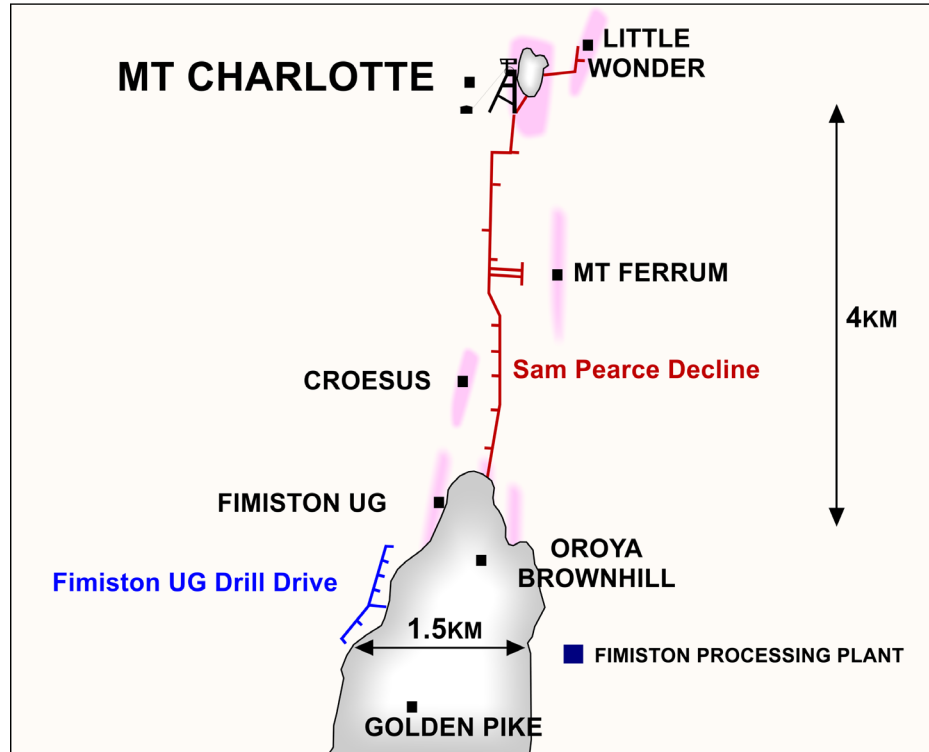 LITTLE
WONDER
MT CHARLOTTE
MT FERRUM
4KM
Sam Pearce Decline
CROESUS
FIMISTON UG
OROYA
BROWNHILL
Fimiston UG Drill Drive
1.5KM
FIMISTON PROCESSING PLANT
GOLDEN PIKE